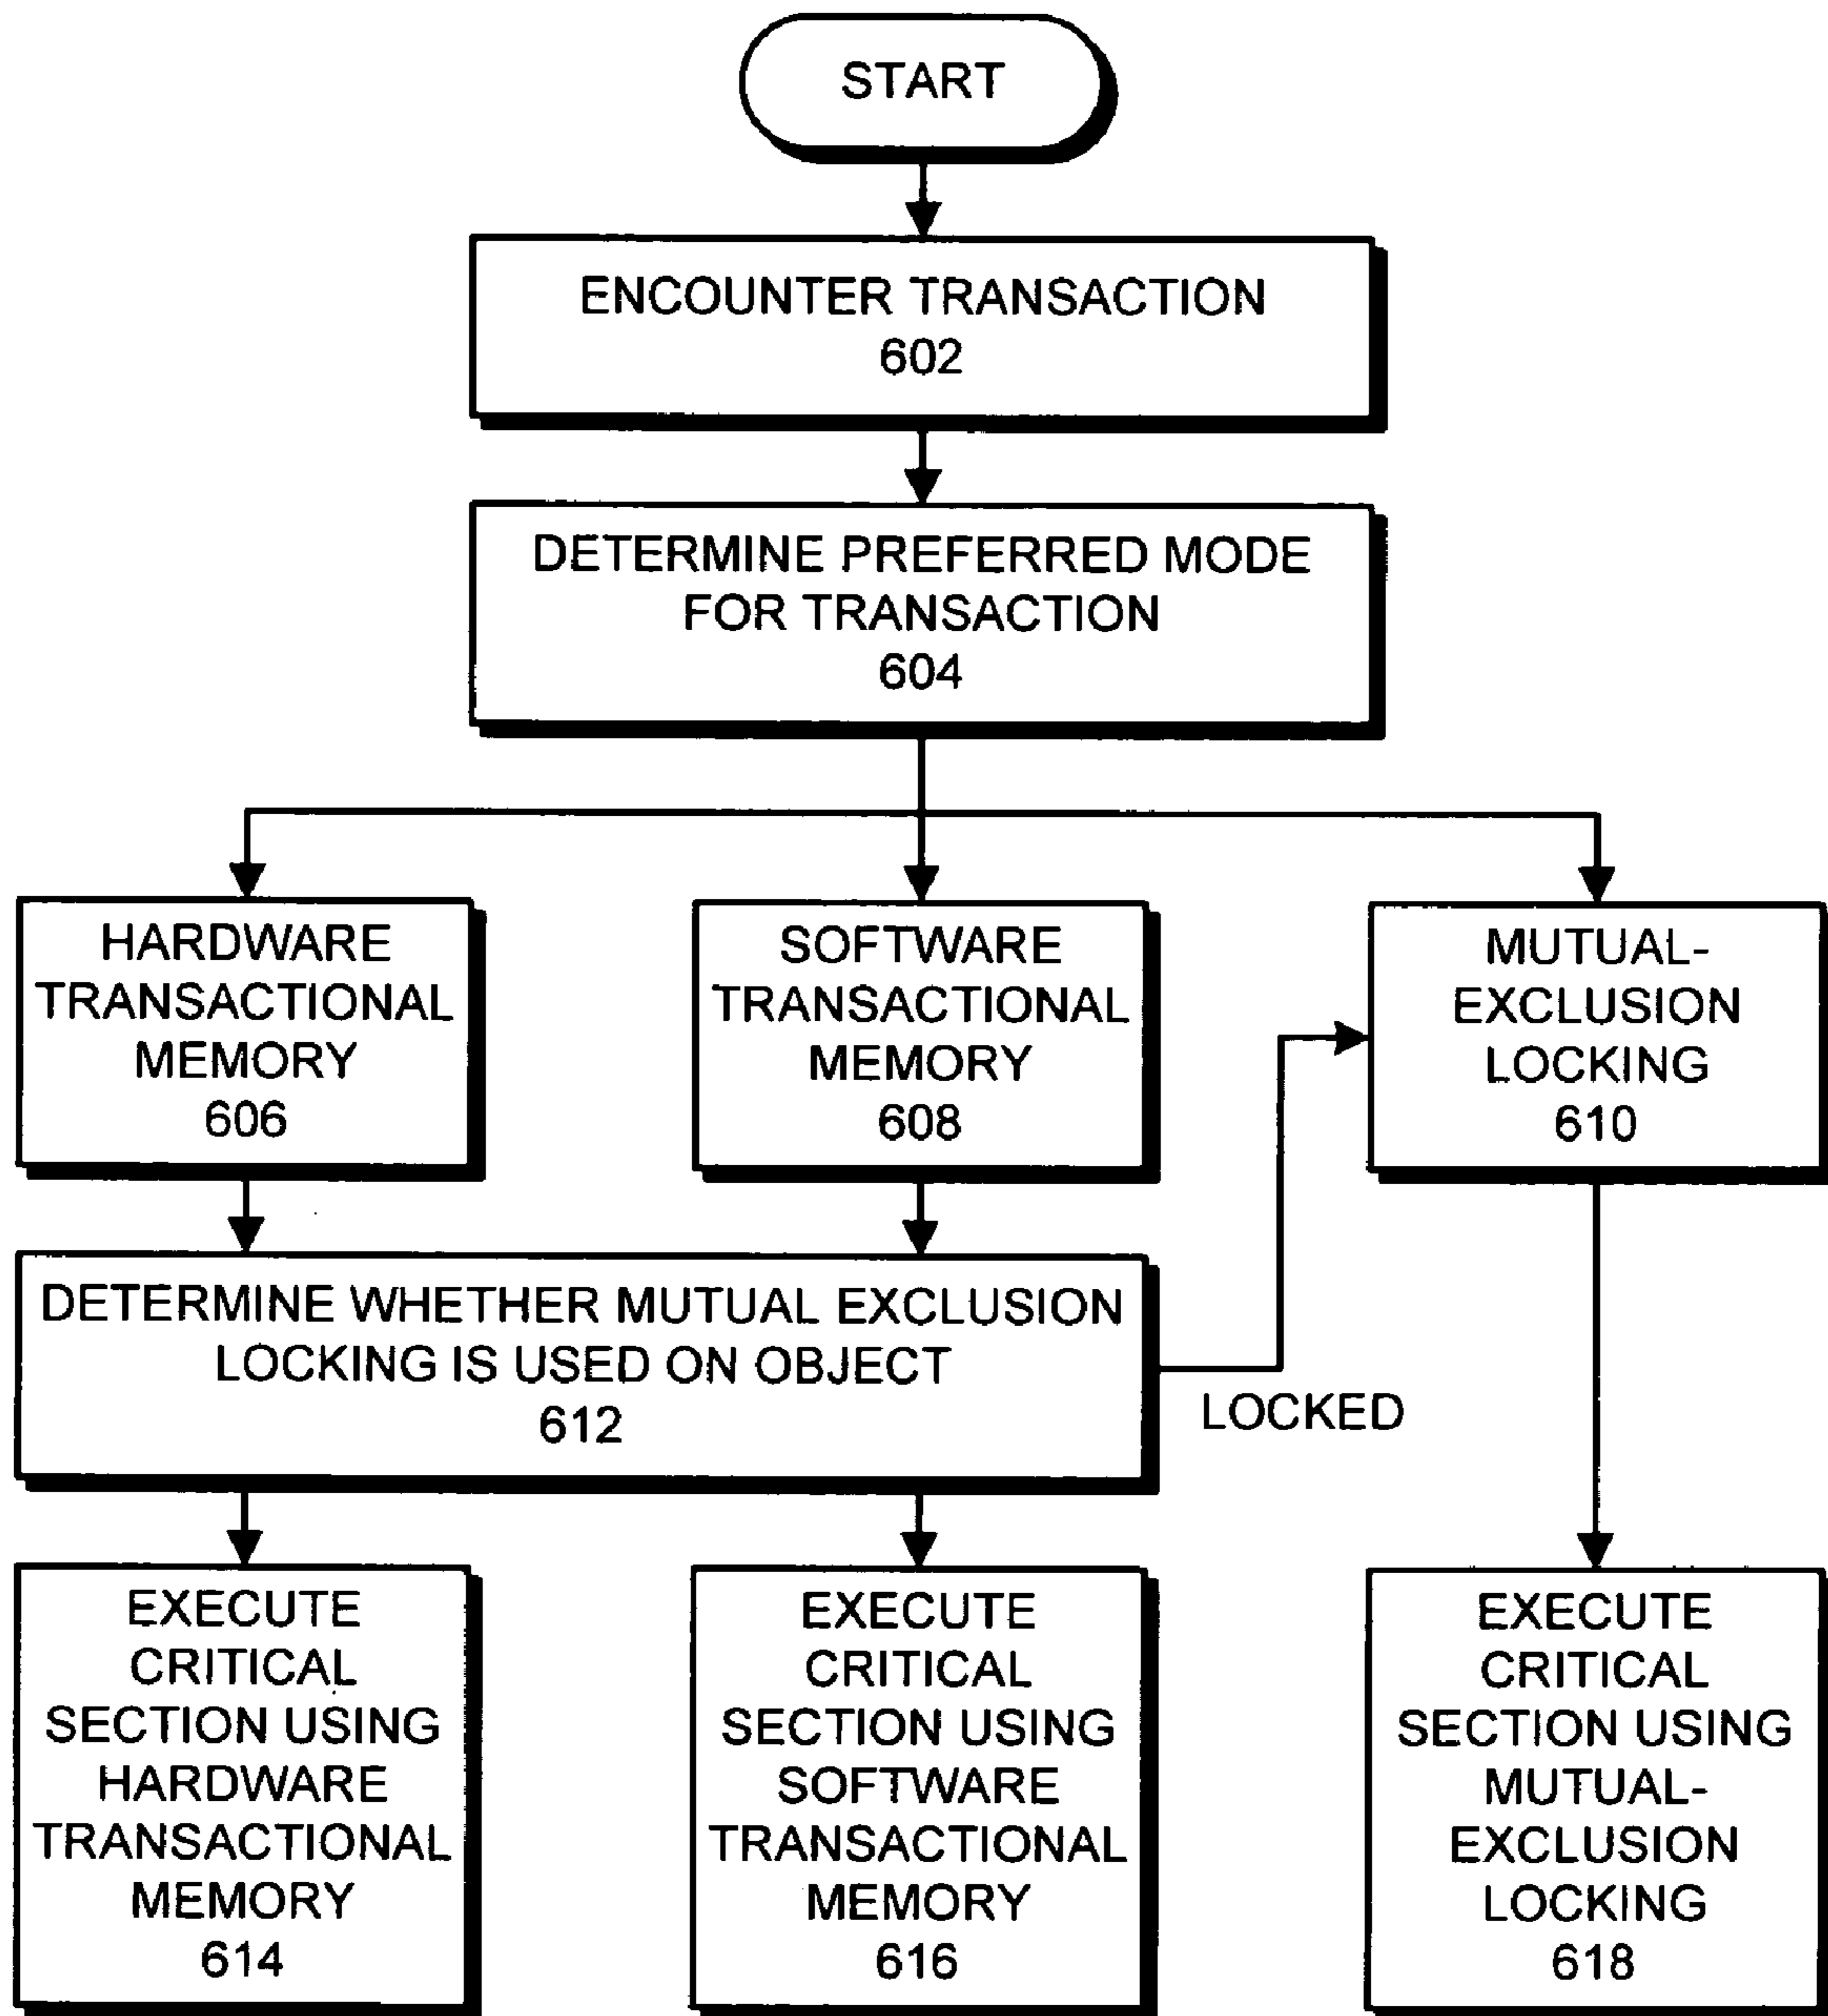 START
ENCOUNTER TRANSACTION
602
DETERMINE PREFERRED MODE
FOR TRANSACTION
604
HARDWARE
TRANSACTIONAL
MEMORY
606
SOFTWARE
TRANSACTIONAL
MEMORY
608
MUTUAL-
EXCLUSION
LOCKING
610
DETERMINE WHETHER MUTUAL EXCLUSION
LOCKING IS USED ON OBJECT
612
LOCKED
EXECUTE
CRITICAL
SECTION USING
HARDWARE
TRANSACTIONAL
MEMORY
614
EXECUTE
CRITICAL
SECTION USING
SOFTWARE
TRANSACTIONAL
MEMORY
616
EXECUTE
CRITICAL
SECTION USING
MUTUAL-
EXCLUSION
LOCKING
618